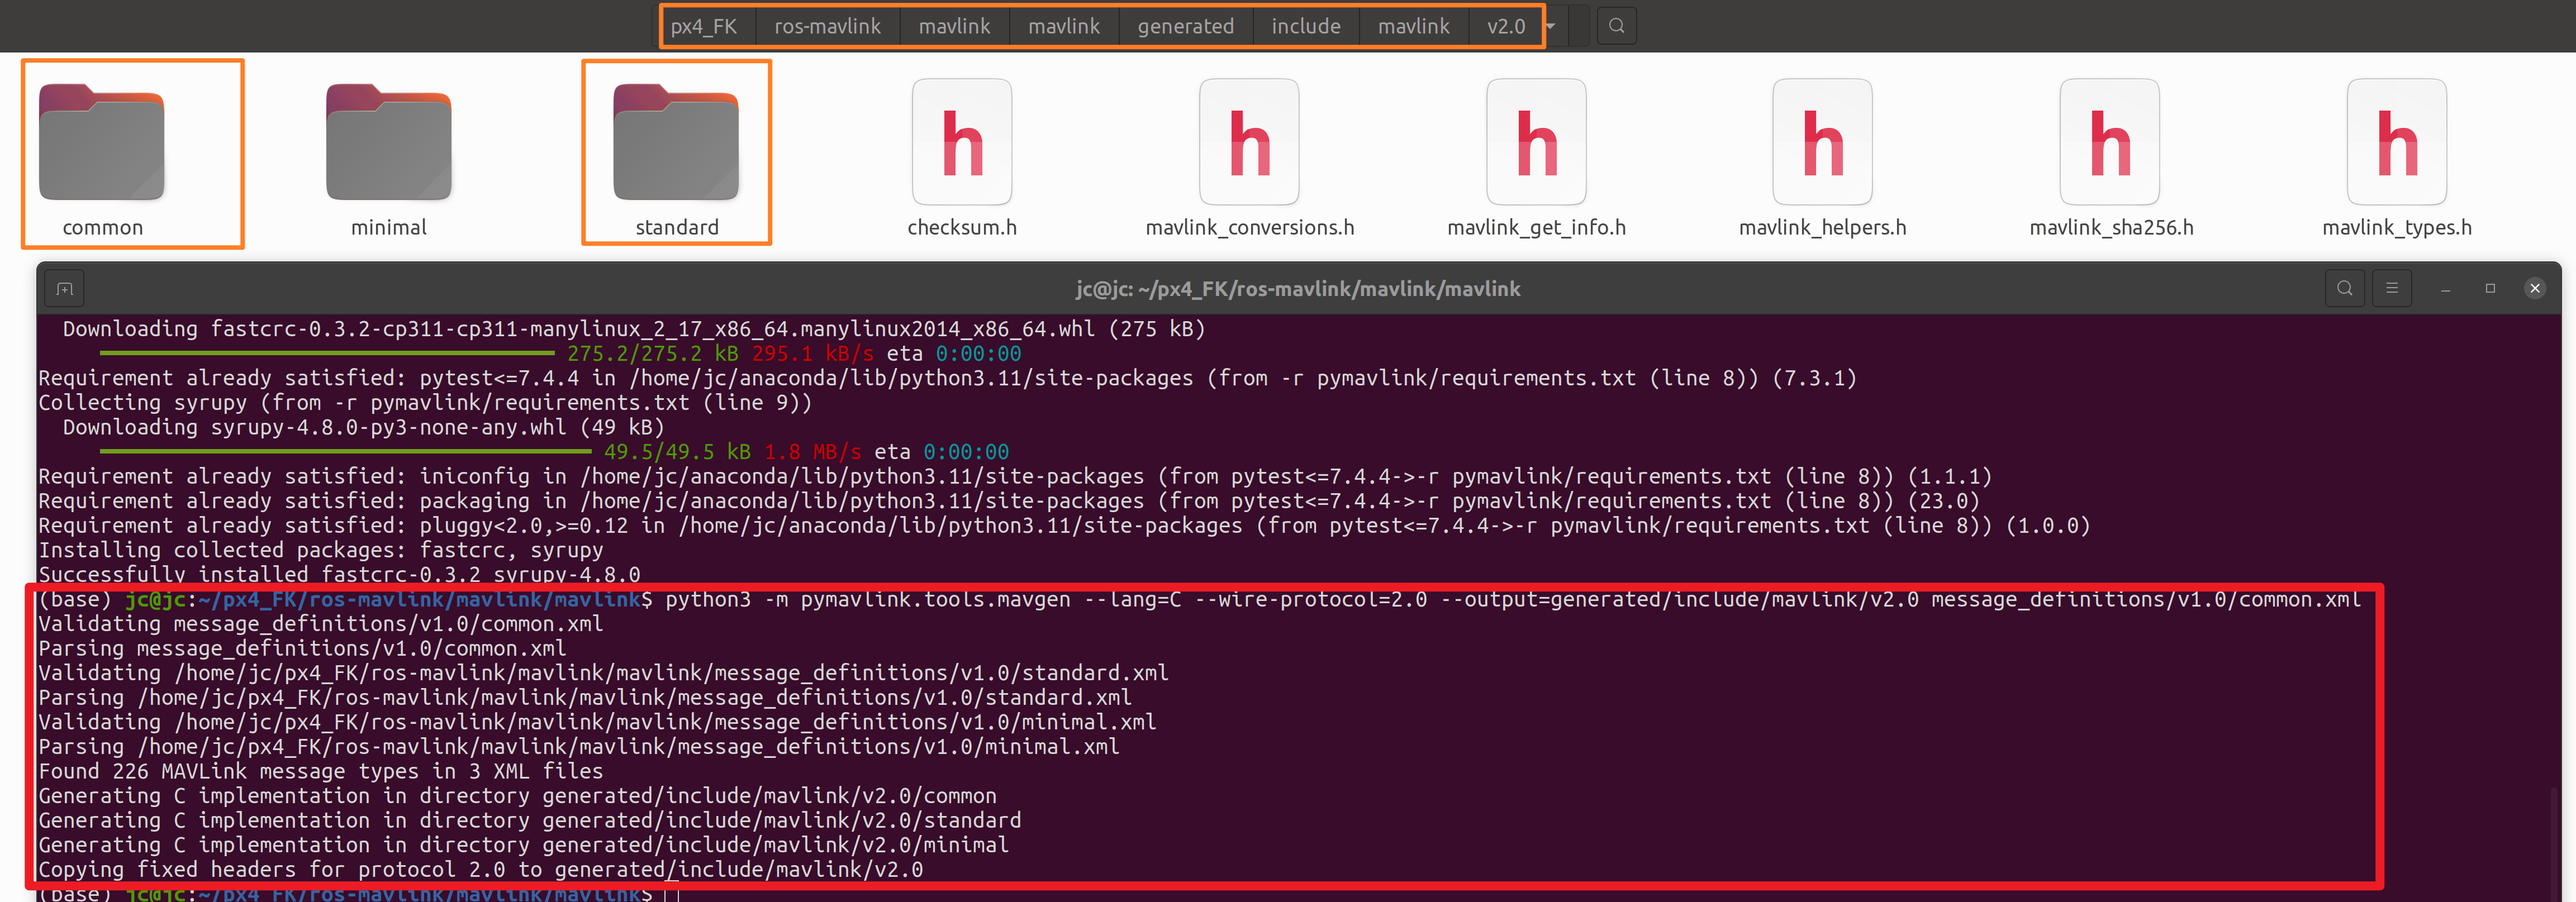 px4_FK ros-mavlink mavlink mavlink generated include mavlink v2.0
common minimal standard checksum.h mavlink_conversions.h mavlink_get_info.h mavlink_helpers.h mavlink_sha256.h mavlink_types.h
jc@jc: ~/px4_FK/ros-mavlink/mavlink/mavlink
Downloading fastcrc-0.3.2-cp311-cp311-manylinux_2_17_x86_64.manylinux2014_x86_64.whl (275 kB)
275.2/275.2 kB 295.1 kB/s eta 0:00:00
Requirement already satisfied: pytest<=7.4.4 in /home/jc/anaconda/lib/python3.11/site-packages (from -r pymavlink/requirements.txt (line 8)) (7.3.1)
Collecting syrupy (from -r pymavlink/requirements.txt (line 9))
Downloading syrupy-4.8.0-py3-none-any.whl (49 kB)
49.5/49.5 kB 1.8 MB/s eta 0:00:00
Requirement already satisfied: iniconfig in /home/jc/anaconda/lib/python3.11/site-packages (from pytest<=7.4.4->-r pymavlink/requirements.txt (line 8)) (1.1.1)
Requirement already satisfied: packaging in /home/jc/anaconda/lib/python3.11/site-packages (from pytest<=7.4.4->-r pymavlink/requirements.txt (line 8)) (23.0)
Requirement already satisfied: pluggy<2.0,>=0.12 in /home/jc/anaconda/lib/python3.11/site-packages (from pytest<=7.4.4->-r pymavlink/requirements.txt (line 8)) (1.0.0)
Installing collected packages: fastcrc, syrupy
Successfully installed fastcrc-0.3.2 syrupy-4.8.0
(base) jc@jc:~/px4_FK/ros-mavlink/mavlink/mavlink$ python3 -m pymavlink.tools.mavgen --lang=C --wire-protocol=2.0 --output=generated/include/mavlink/v2.0 message_definitions/v1.0/common.xml
Validating message_definitions/v1.0/common.xml
Parsing message_definitions/v1.0/common.xml
Validating /home/jc/px4_FK/ros-mavlink/mavlink/mavlink/message_definitions/v1.0/standard.xml
Parsing /home/jc/px4_FK/ros-mavlink/mavlink/mavlink/message_definitions/v1.0/standard.xml
Validating /home/jc/px4_FK/ros-mavlink/mavlink/mavlink/message_definitions/v1.0/minimal.xml
Parsing /home/jc/px4_FK/ros-mavlink/mavlink/mavlink/message_definitions/v1.0/minimal.xml
Found 226 MAVLink message types in 3 XML files
Generating C implementation in directory generated/include/mavlink/v2.0/common
Generating C implementation in directory generated/include/mavlink/v2.0/standard
Generating C implementation in directory generated/include/mavlink/v2.0/minimal
Copying fixed headers for protocol 2.0 to generated/include/mavlink/v2.0
(base) jc@jc:~/px4_FK/ros-mavlink/mavlink/mavlink$